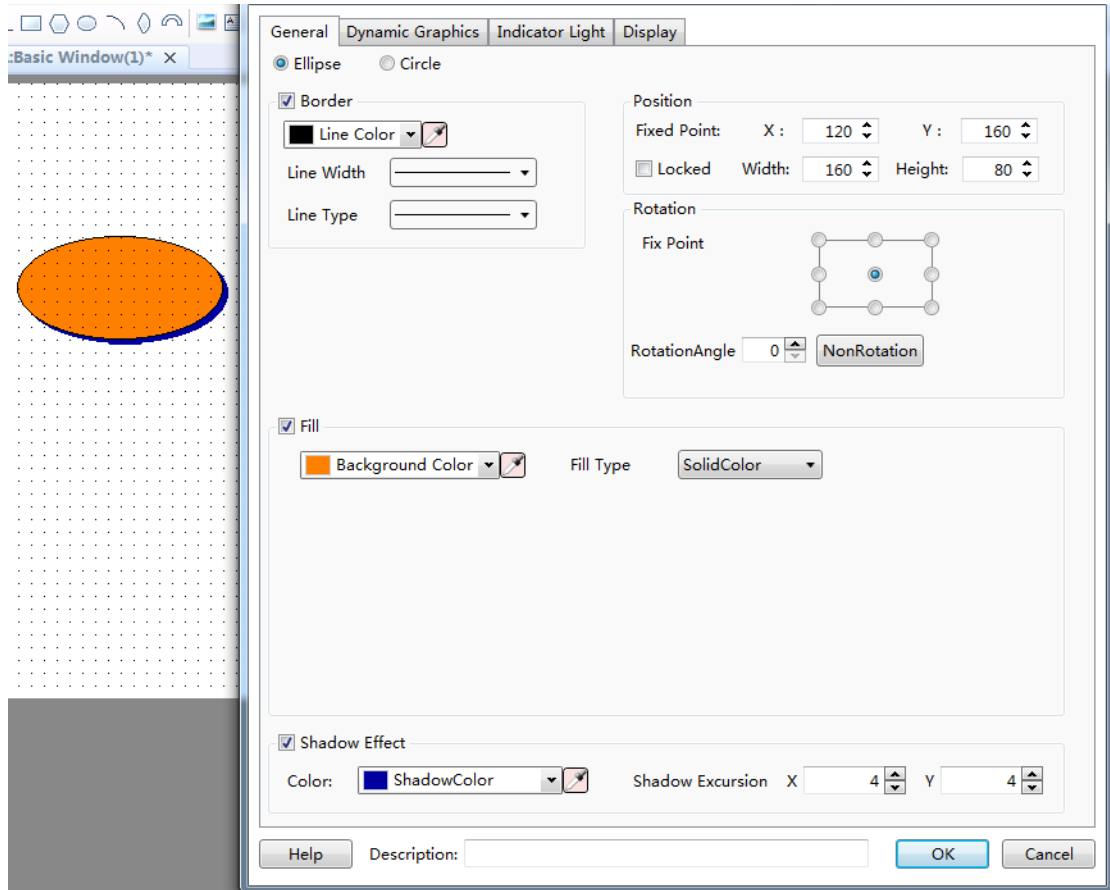 :Basic Window(1)* X
General Dynamic Graphics Indicator Light Display
Ellipse Circle
Border
Line Color
Line Width
Line Type
Position
Fixed Point: X : 120 Y : 160
Locked Width: 160 Height: 80
Rotation
Fix Point
RotationAngle 0 NonRotation
Fill
Background Color Fill Type SolidColor
Shadow Effect
Color: ShadowColor Shadow Excursion X 4 Y 4
Help Description: OK Cancel